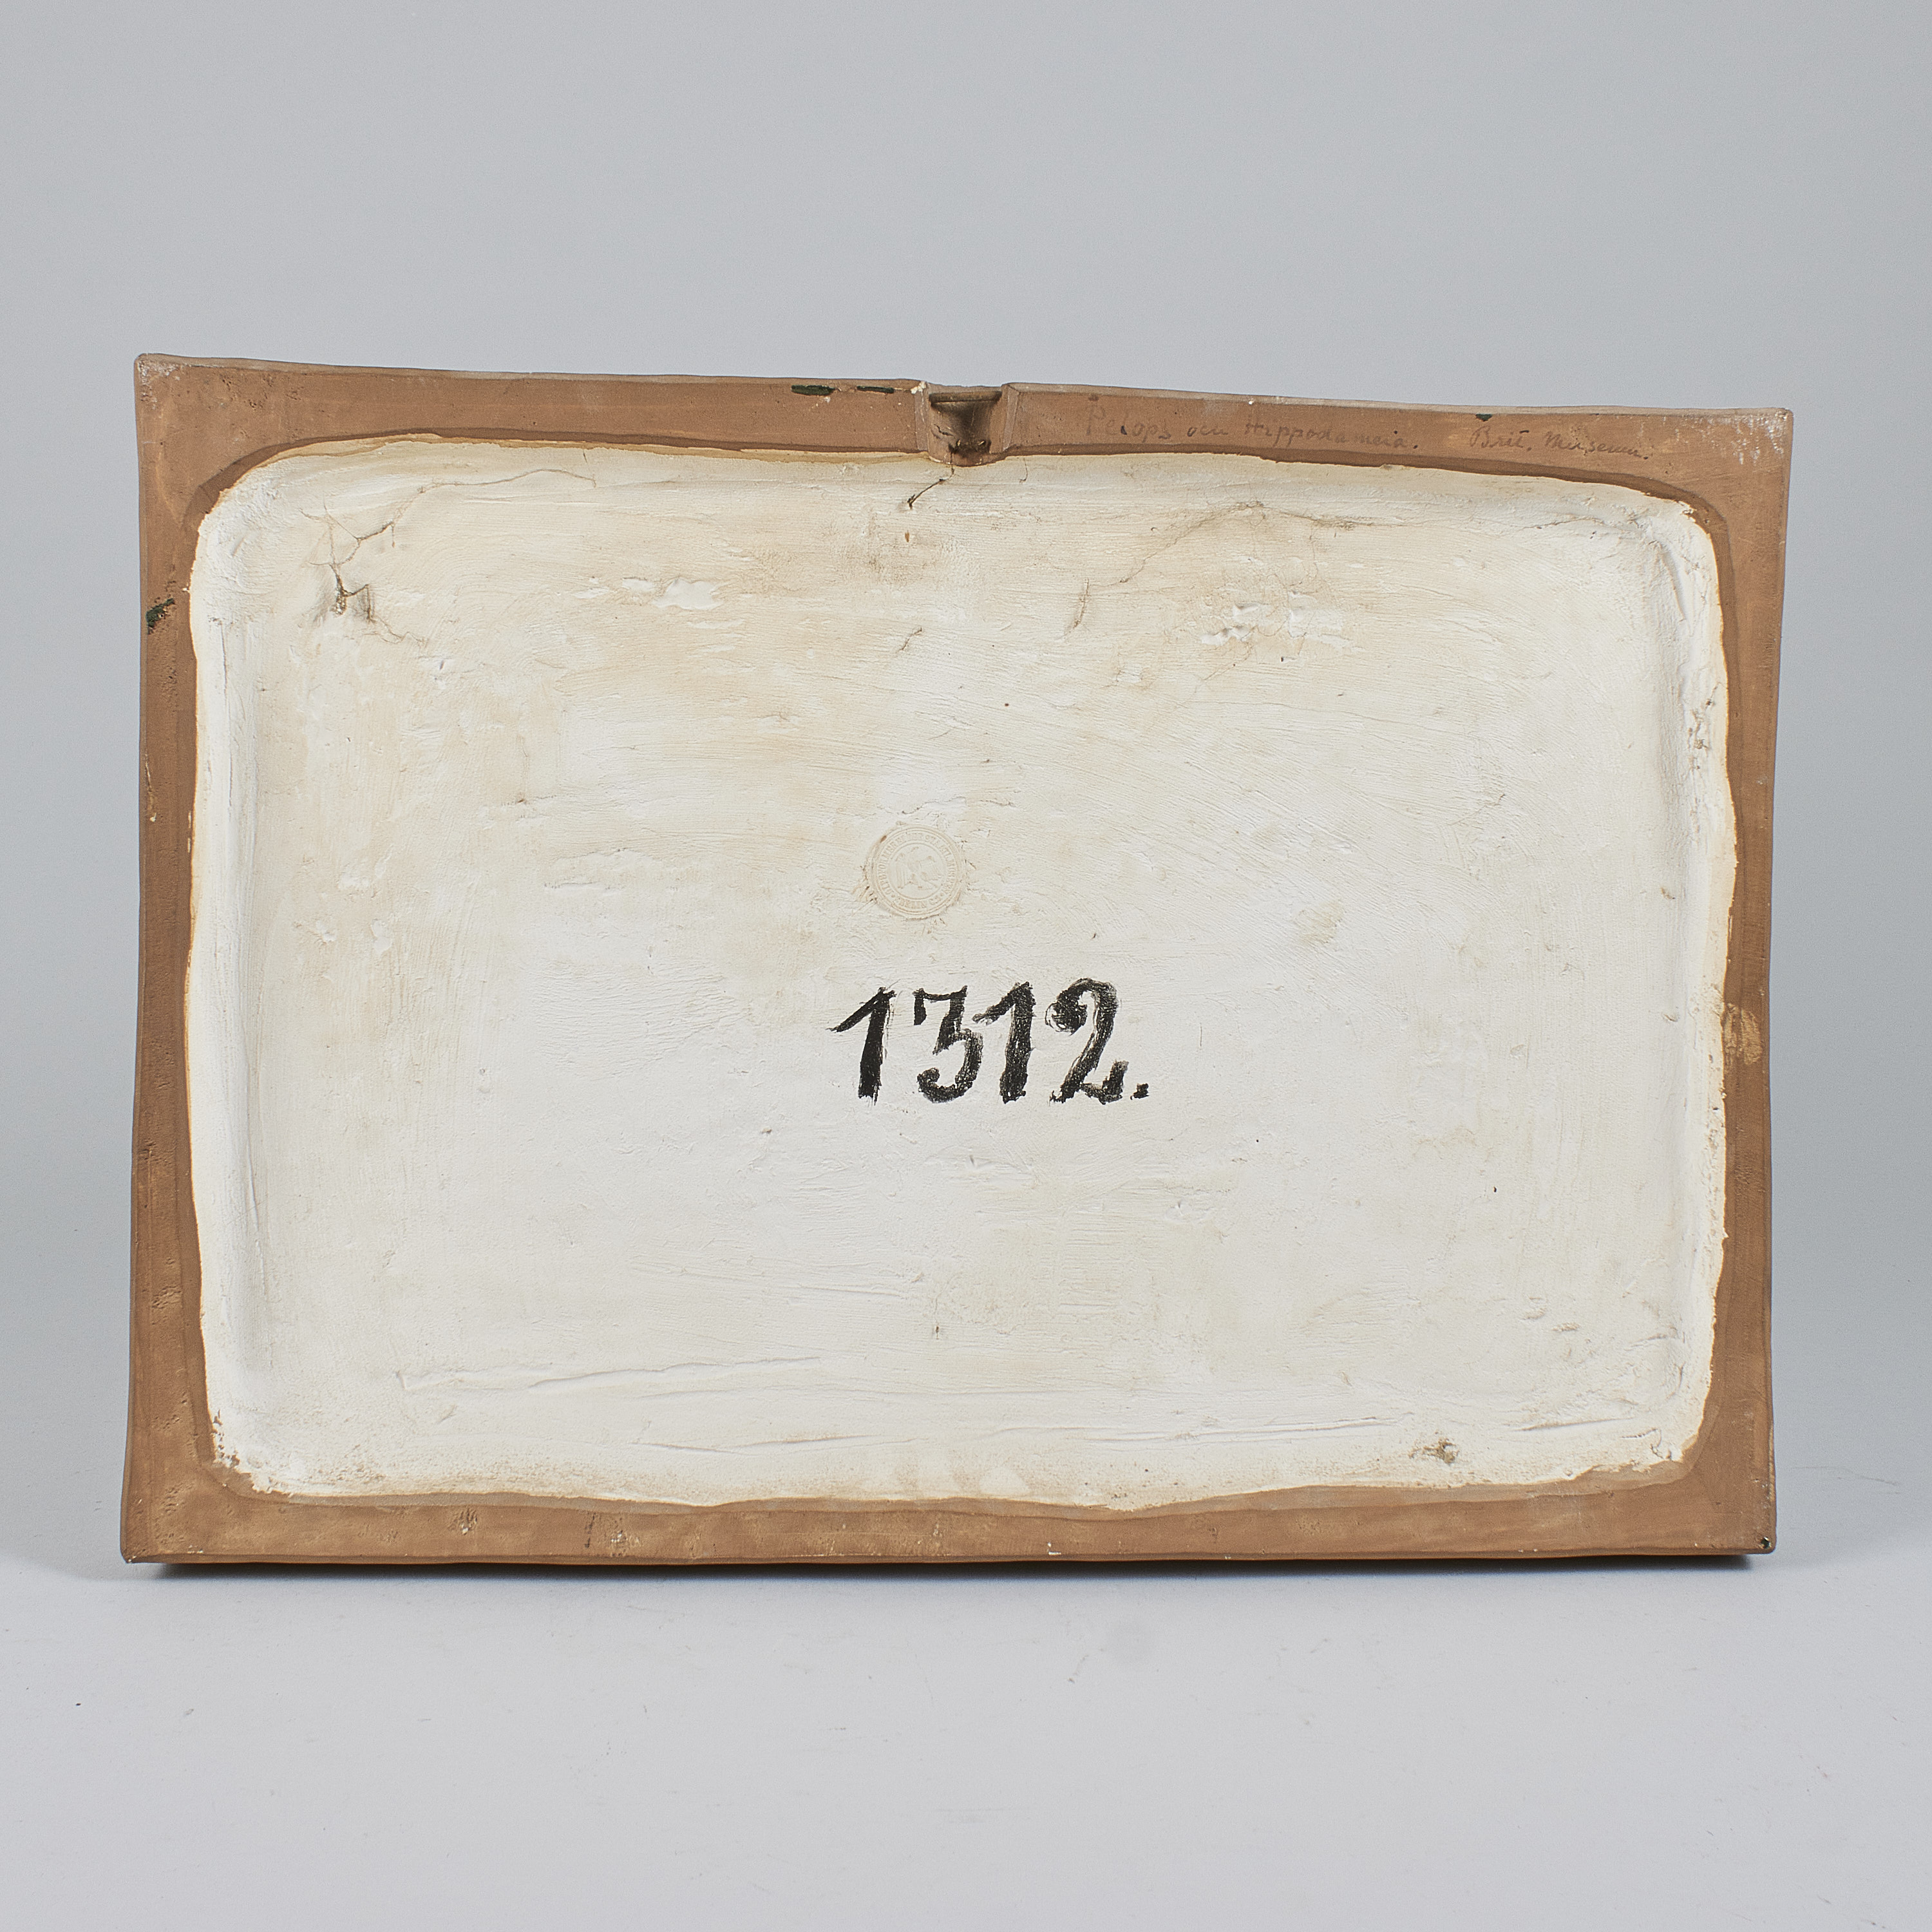 Pelops och Hippodameia. Brit. Museum.
1312.